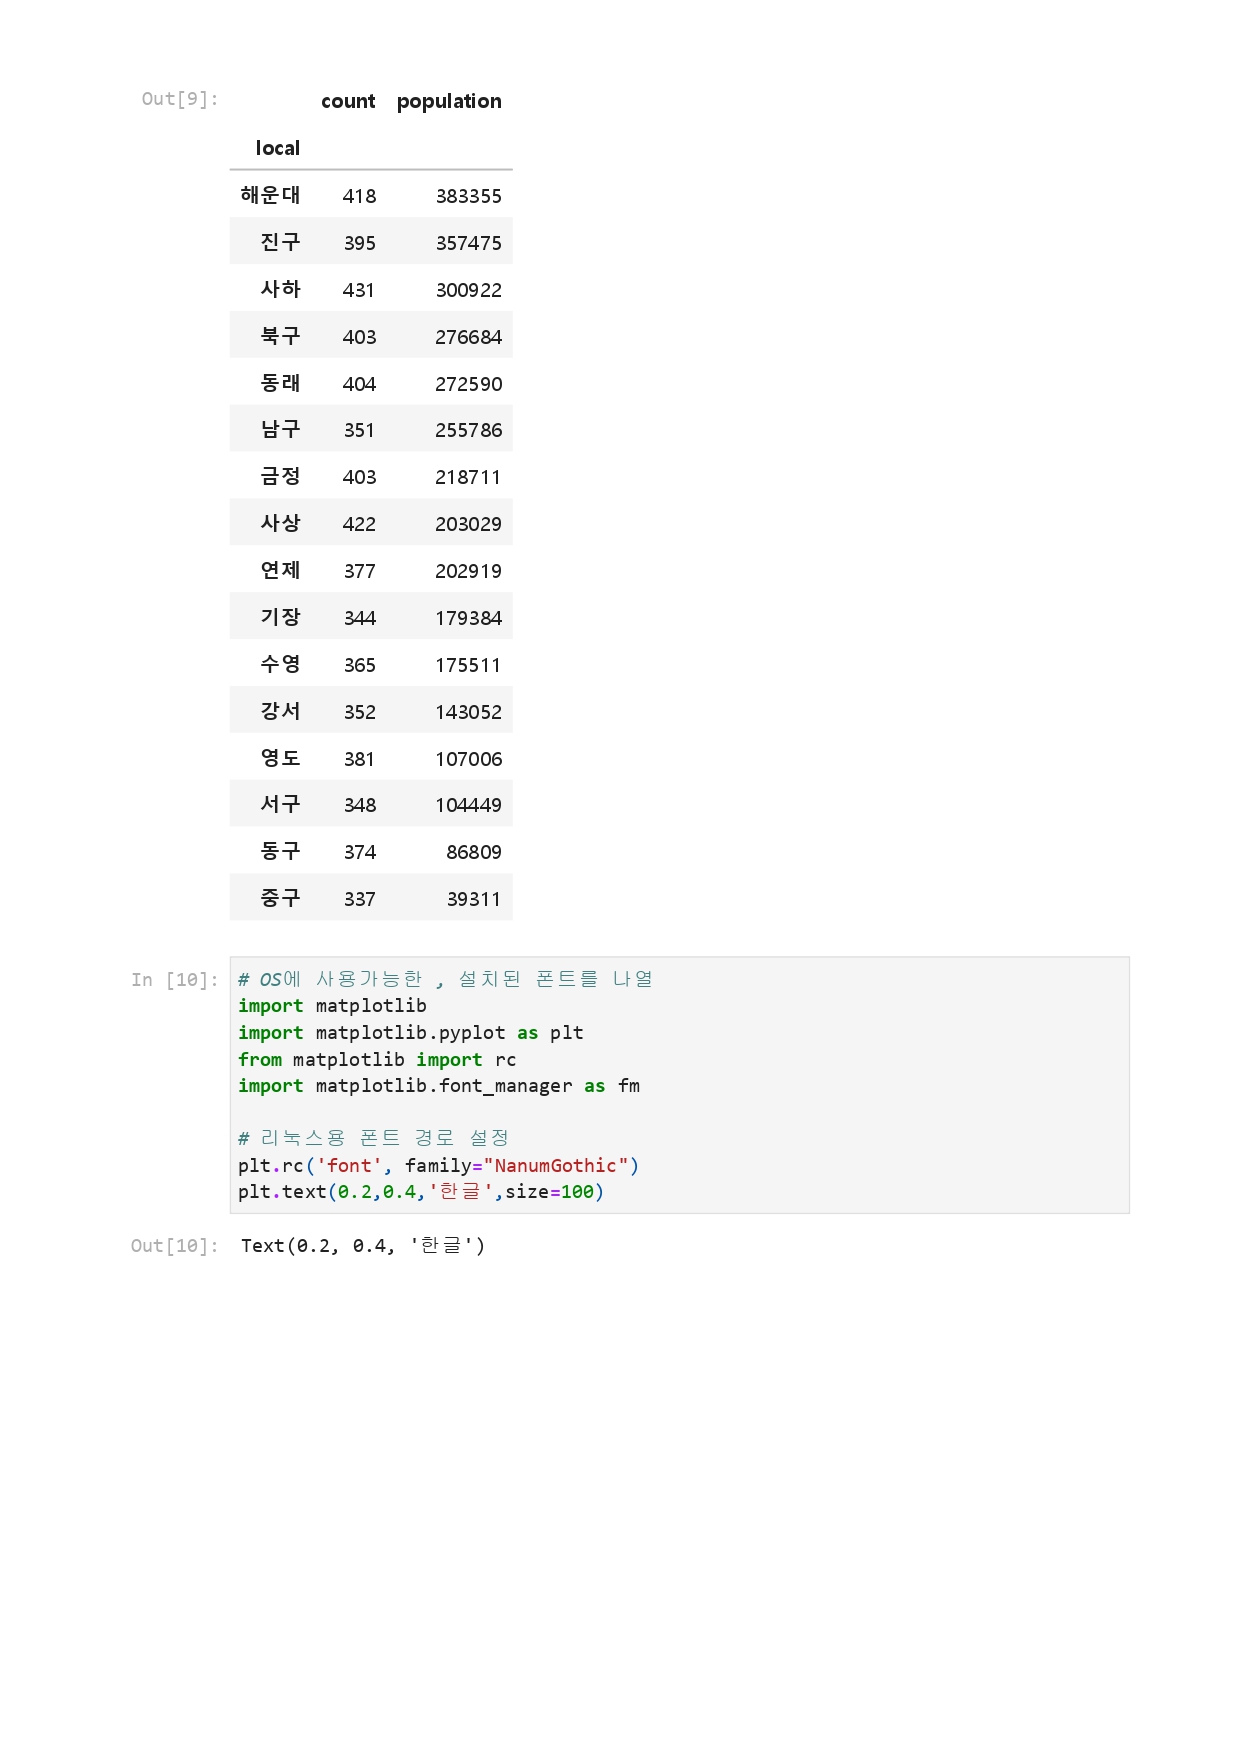 Out[9]: count population
local
해운대 418 383355
진구 395 357475
사하 431 300922
북구 403 276684
동래 404 272590
남구 351 255786
금정 403 218711
사상 422 203029
연제 377 202919
기장 344 179384
수영 365 175511
강서 352 143052
영도 381 107006
서구 348 104449
동구 374 86809
중구 337 39311
In [10]: # OS에 사용가능한 , 설치된 폰트를 나열
import matplotlib
import matplotlib.pyplot as plt
from matplotlib import rc
import matplotlib.font_manager as fm
# 리눅스용 폰트 경로 설정
plt.rc('font', family="NanumGothic")
plt.text(0.2,0.4,'한글',size=100)
Out[10]: Text(0.2, 0.4, '한글')